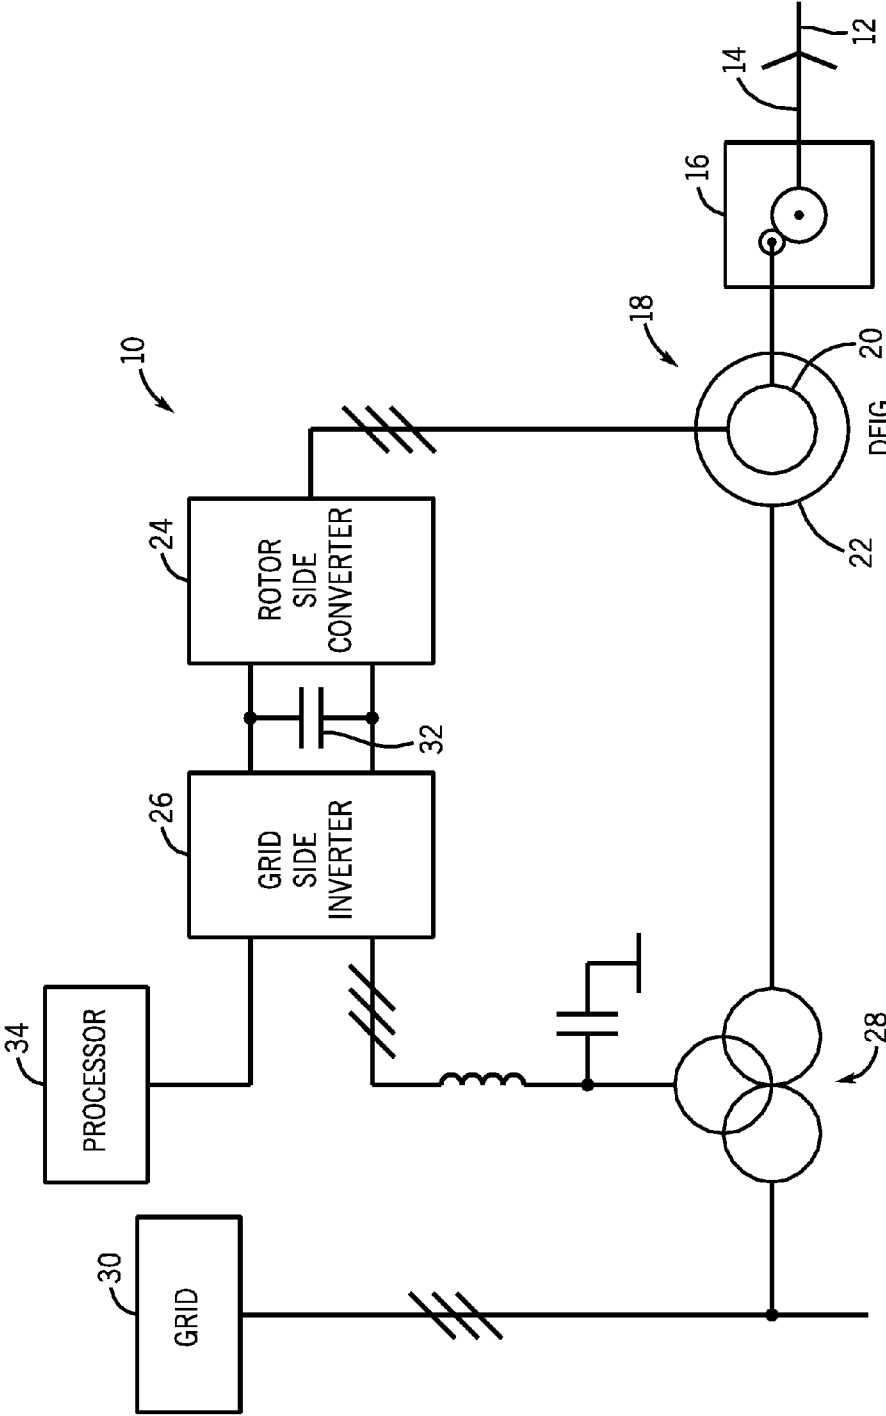 34
PROCESSOR
30
GRID
10
26
GRID
SIDE
INVERTER
24
ROTOR
SIDE
CONVERTER
32
18
16
14
12
22
20
28
DFIG